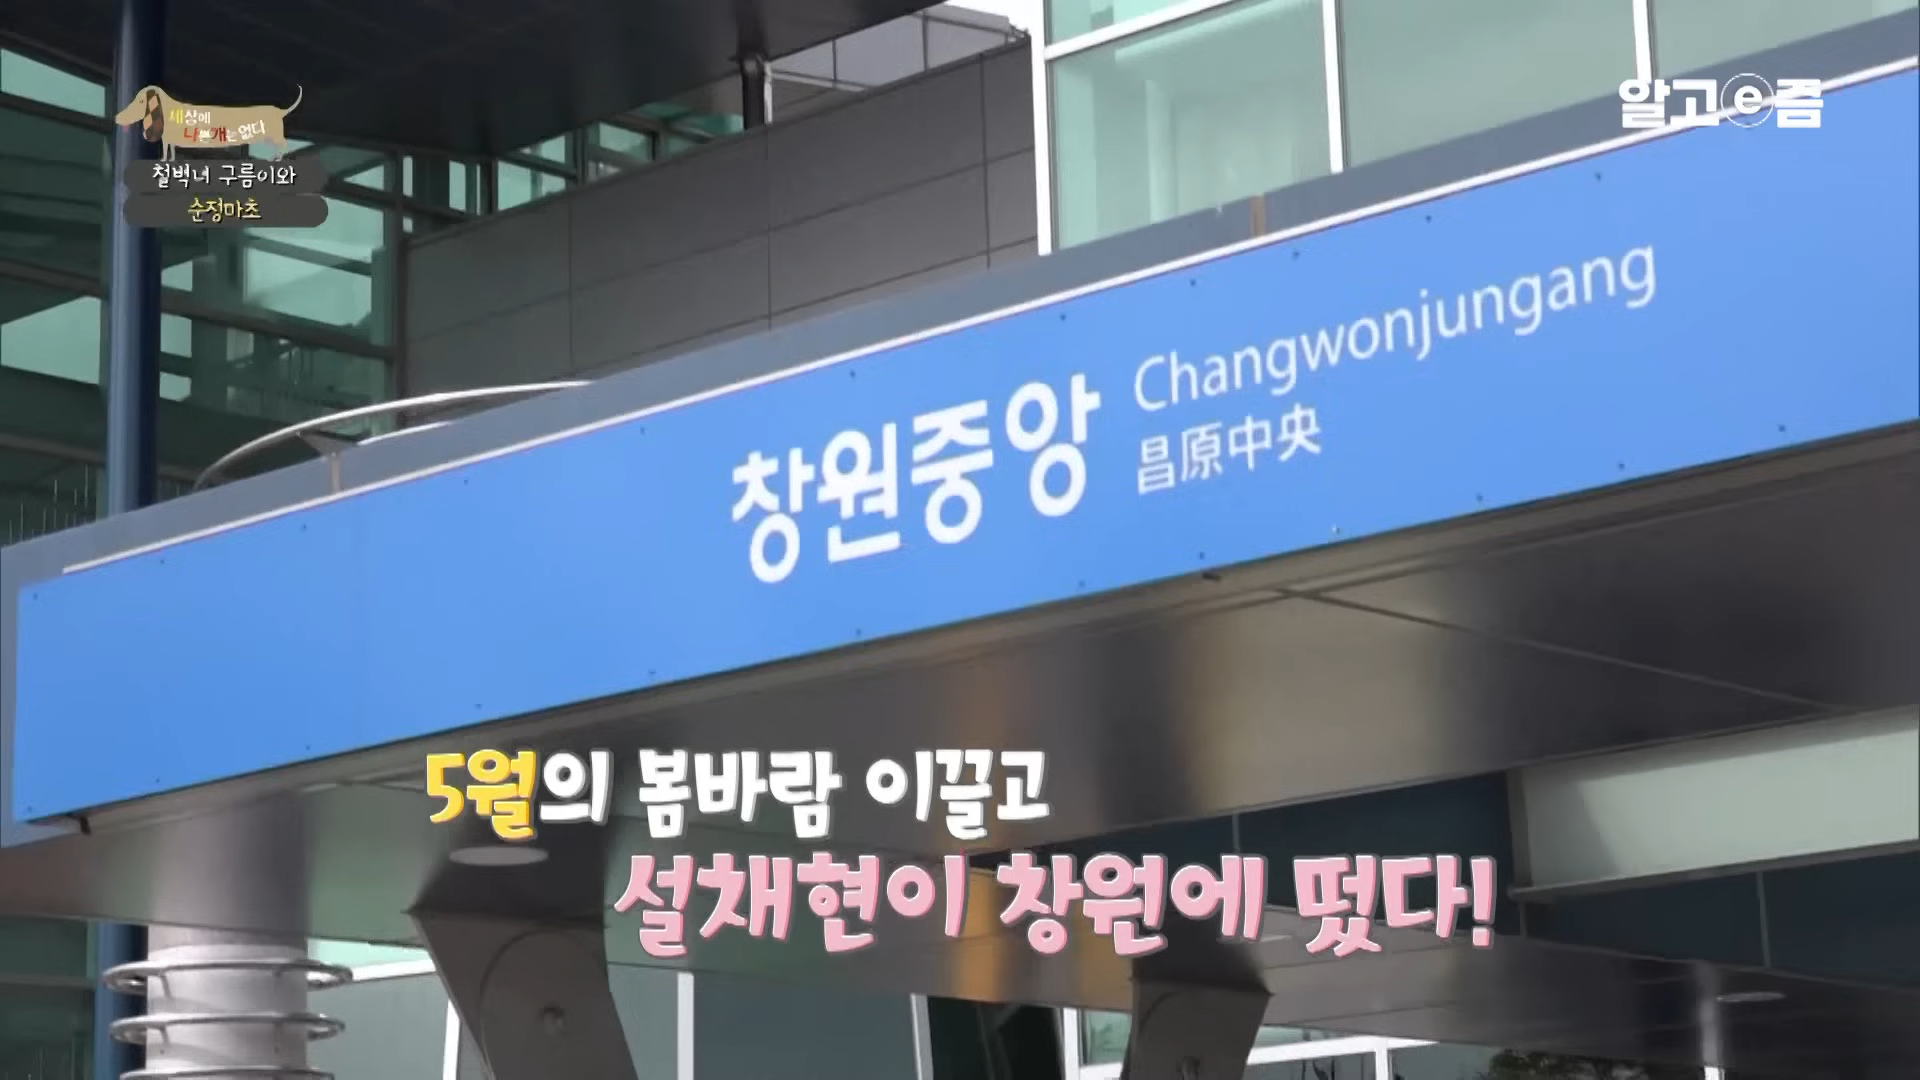 세상에
나쁜개는없다
철벽녀 구름이와
순정마초
알고e즘
창원중앙
Changwonjungang
昌原中央
5월의 봄바람 이끌고
설채현이 창원에 떴다!